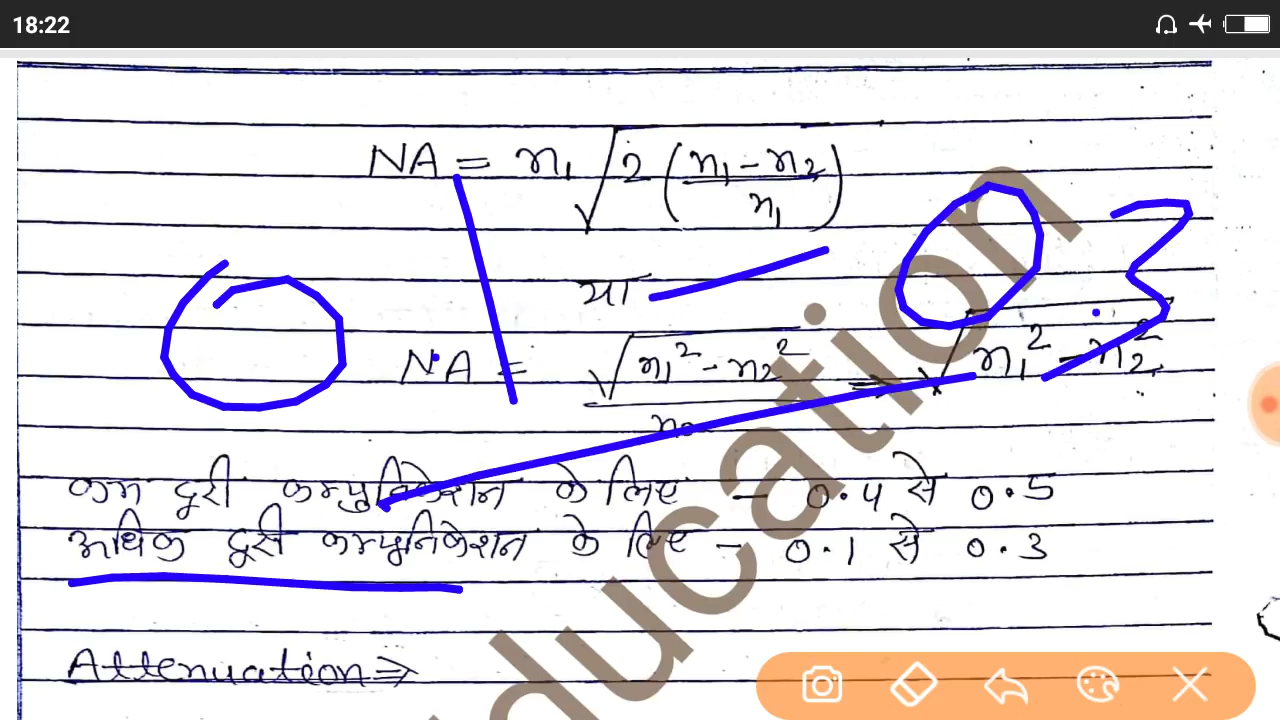 18:22
NA = n₁ √2 (n₁ - n₂ / n₁)
या
NA = √n₁² - n₂² / n₀ ⇒ √n₁² - n₂²
कम दूरी कम्युनिकेशन के लिए - 0.4 से 0.5
अधिक दूरी कम्युनिकेशन के लिए - 0.1 से 0.3
Attenuation ⇒
ducation